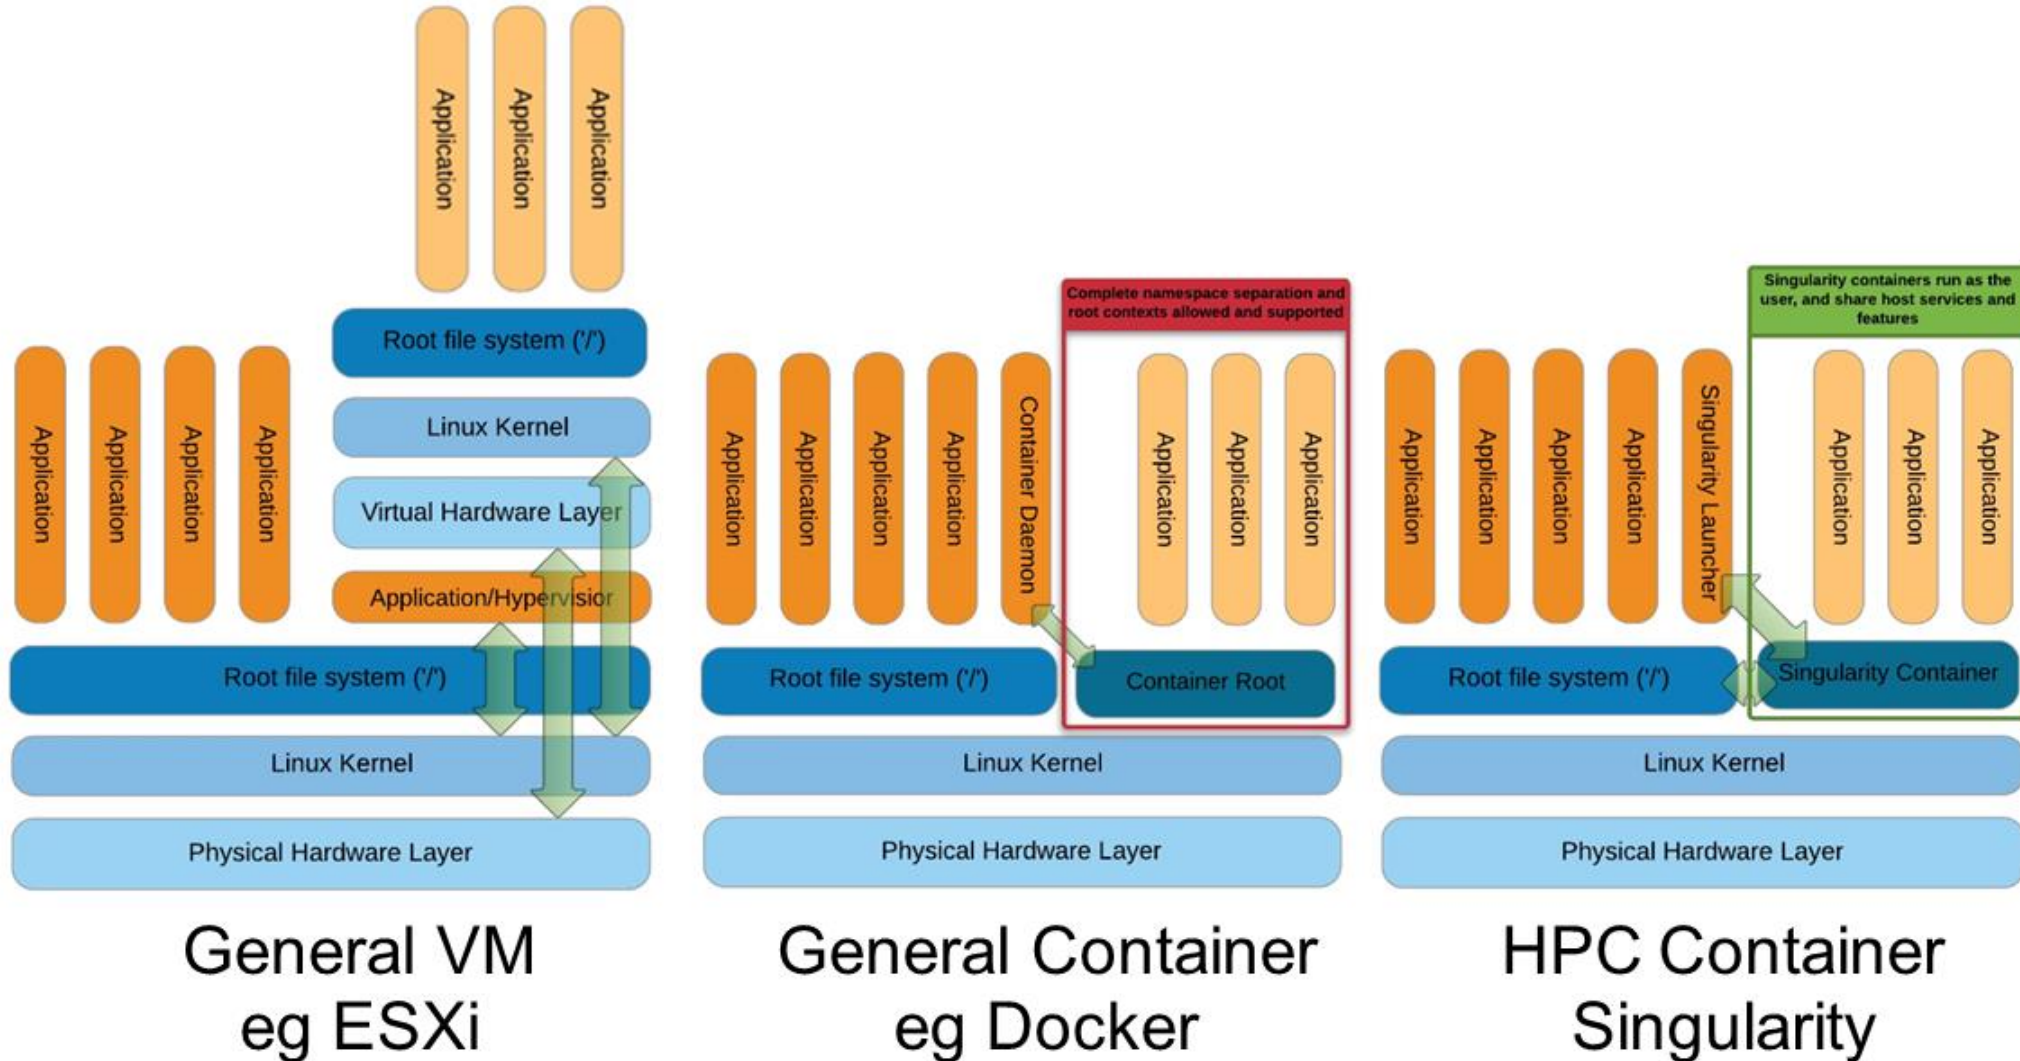 Application
Application
Application
Root file system ('/')
Linux Kernel
Virtual Hardware Layer
Application/Hypervisior
Application
Application
Application
Application
Root file system ('/')
Linux Kernel
Physical Hardware Layer
General VM
eg ESXi
Complete namespace separation and
root contexts allowed and supported
Application
Application
Application
Application
Container Daemon
Application
Application
Application
Root file system ('/')
Container Root
Linux Kernel
Physical Hardware Layer
General Container
eg Docker
Singularity containers run as the
user, and share host services and
features
Application
Application
Application
Application
Singularity Launcher
Application
Application
Application
Root file system ('/')
Singularity Container
Linux Kernel
Physical Hardware Layer
HPC Container
Singularity